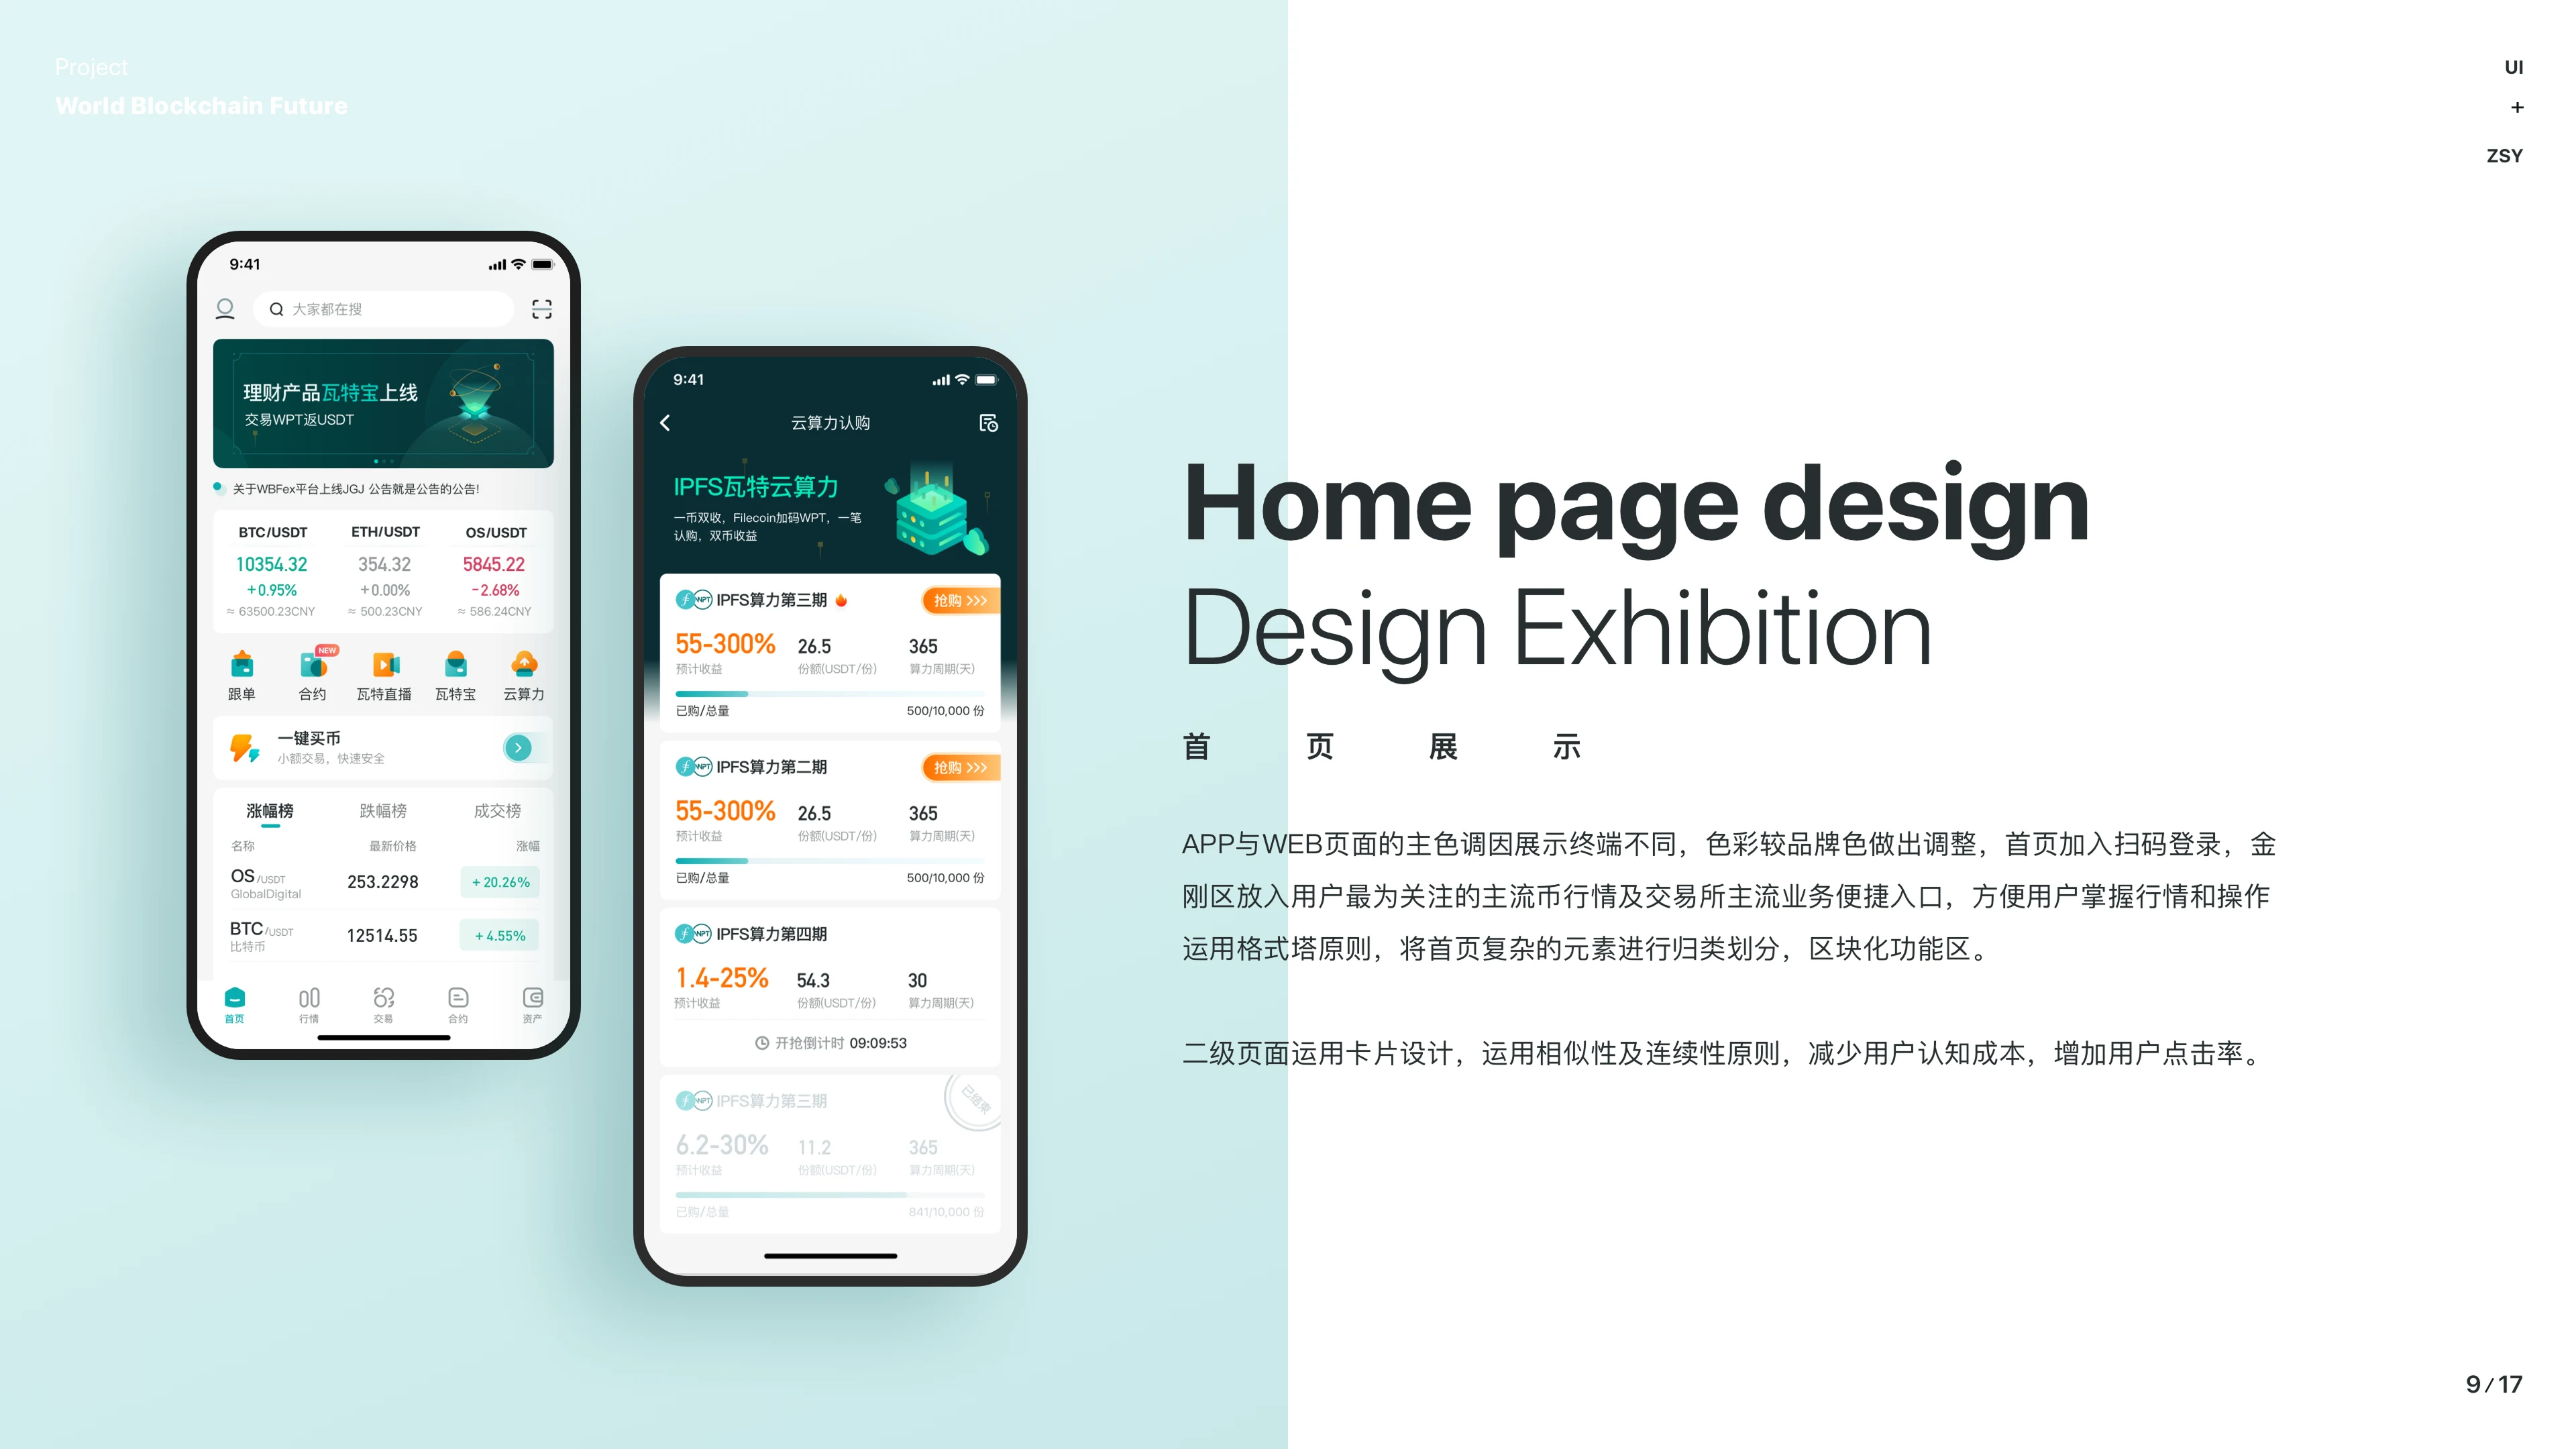 Project
World Blockchain Future
UI
+
ZSY
9:41
大家都在搜
理财产品瓦特宝上线
交易WPT返USDT
关于WBFex平台上线JGJ 公告就是公告的公告!
BTC/USDT ETH/USDT OS/USDT
10354.32 354.32 5845.22
+0.95% +0.00% -2.68%
≈ 63500.23CNY ≈ 500.23CNY ≈ 586.24CNY
NEW
跟单 合约 瓦特直播 瓦特宝 云算力
一键买币
小额交易，快速安全
涨幅榜 跌幅榜 成交榜
名称 最新价格 涨幅
OS/USDT 253.2298 +20.26%
GlobalDigital
BTC/USDT 12514.55 +4.55%
比特币
首页 行情 交易 合约 资产
9:41
云算力认购
IPFS瓦特云算力
一币双收，Filecoin加码WPT，一笔
认购，双币收益
WPT IPFS算力第三期 抢购 >>>
55-300% 26.5 365
预计收益 份额(USDT/份) 算力周期(天)
已购/总量 500/10,000 份
WPT IPFS算力第二期 抢购 >>>
55-300% 26.5 365
预计收益 份额(USDT/份) 算力周期(天)
已购/总量 500/10,000 份
WPT IPFS算力第四期
1.4-25% 54.3 30
预计收益 份额(USDT/份) 算力周期(天)
开抢倒计时 09:09:53
WPT IPFS算力第三期 已结束
6.2-30% 11.2 365
预计收益 份额(USDT/份) 算力周期(天)
已购/总量 841/10,000 份
Home page design
Design Exhibition
首 页 展 示
APP与WEB页面的主色调因展示终端不同，色彩较品牌色做出调整，首页加入扫码登录，金
刚区放入用户最为关注的主流币行情及交易所主流业务便捷入口，方便用户掌握行情和操作
运用格式塔原则，将首页复杂的元素进行归类划分，区块化功能区。
二级页面运用卡片设计，运用相似性及连续性原则，减少用户认知成本，增加用户点击率。
9/17